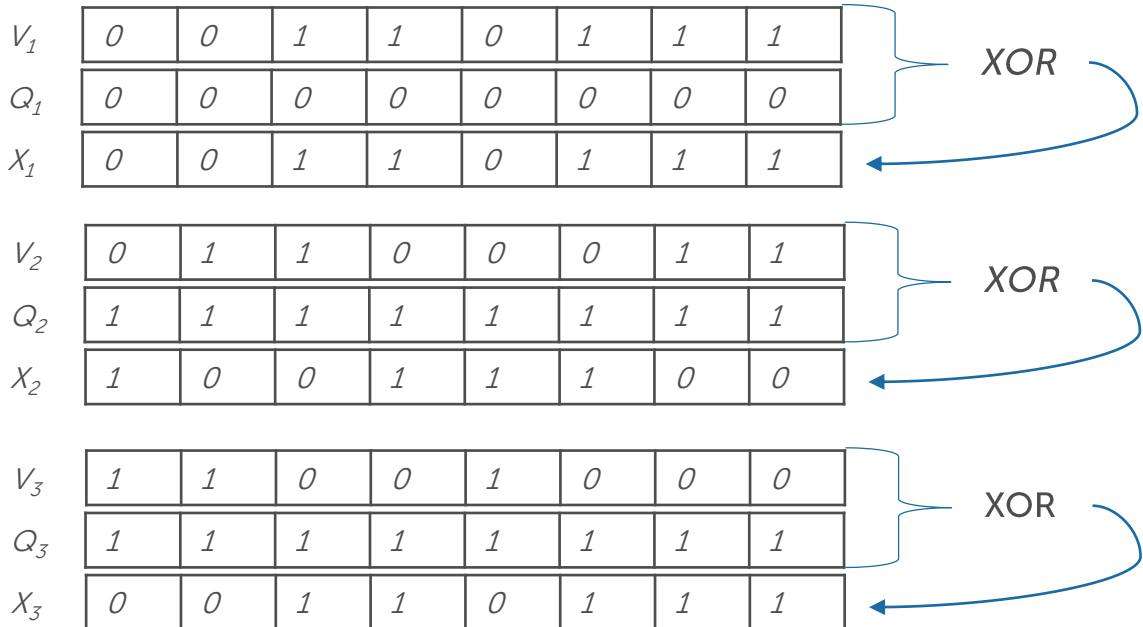 V1 0 0 1 1 0 1 1 1
XOR
Q1 0 0 0 0 0 0 0 0
X1 0 0 1 1 0 1 1 1
V2 0 1 1 0 0 0 1 1
XOR
Q2 1 1 1 1 1 1 1 1
X2 1 0 0 1 1 1 0 0
V3 1 1 0 0 1 0 0 0
XOR
Q3 1 1 1 1 1 1 1 1
X3 0 0 1 1 0 1 1 1